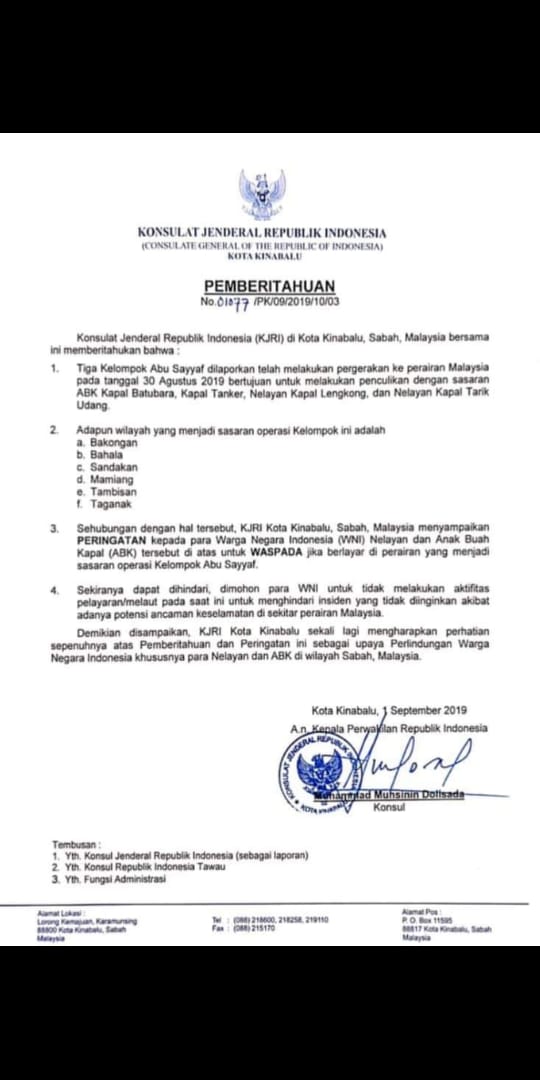 KONSULAT JENDERAL REPUBLIK INDONESIA
(CONSULATE GENERAL OF THE REPUBLIC OF INDONESIA)
KOTA KINABALU
PEMBERITAHUAN
No.01077 /PK/09/2019/10/03
Konsulat Jenderal Republik Indonesia (KJRI) di Kota Kinabalu, Sabah, Malaysia bersama
ini memberitahukan bahwa :
1. Tiga Kelompok Abu Sayyaf dilaporkan telah melakukan pergerakan ke perairan Malaysia
pada tanggal 30 Agustus 2019 bertujuan untuk melakukan penculikan dengan sasaran
ABK Kapal Batubara, Kapal Tanker, Nelayan Kapal Lengkong, dan Nelayan Kapal Tarik
Udang.
2. Adapun wilayah yang menjadi sasaran operasi Kelompok ini adalah
a. Bakongan
b. Bahala
c. Sandakan
d. Mamiang
e. Tambisan
f. Taganak
3. Sehubungan dengan hal tersebut, KJRI Kota Kinabalu, Sabah, Malaysia menyampaikan
PERINGATAN kepada para Warga Negara Indonesia (WNI) Nelayan dan Anak Buah
Kapal (ABK) tersebut di atas untuk WASPADA jika berlayar di perairan yang menjadi
sasaran operasi Kelompok Abu Sayyaf.
4. Sekiranya dapat dihindari, dimohon para WNI untuk tidak melakukan aktifitas
pelayaran/melaut pada saat ini untuk menghindari insiden yang tidak diinginkan akibat
adanya potensi ancaman keselamatan di sekitar perairan Malaysia.
Demikian disampaikan, KJRI Kota Kinabalu sekali lagi mengharapkan perhatian
sepenuhnya atas Pemberitahuan dan Peringatan ini sebagai upaya Perlindungan Warga
Negara Indonesia khususnya para Nelayan dan ABK di wilayah Sabah, Malaysia.
Kota Kinabalu, 1 September 2019
A.n. Kepala Perwakilan Republik Indonesia
KONSULAT JENDERAL REPUBLIK INDONESIA
KOTA KINABALU
Muhammad Muhsinin Dolisada
Konsul
Tembusan :
1. Yth. Konsul Jenderal Republik Indonesia (sebagai laporan)
2. Yth. Konsul Republik Indonesia Tawau
3. Yth. Fungsi Administrasi
Alamat Lokasi :
Lorong Kemajuan, Karamunsing
88800 Kota Kinabalu, Sabah
Malaysia
Tel : (088) 218600, 218258, 219110
Fax : (088) 215170
Alamat Pos :
P. O. Box 11595
88817 Kota Kinabalu, Sabah
Malaysia